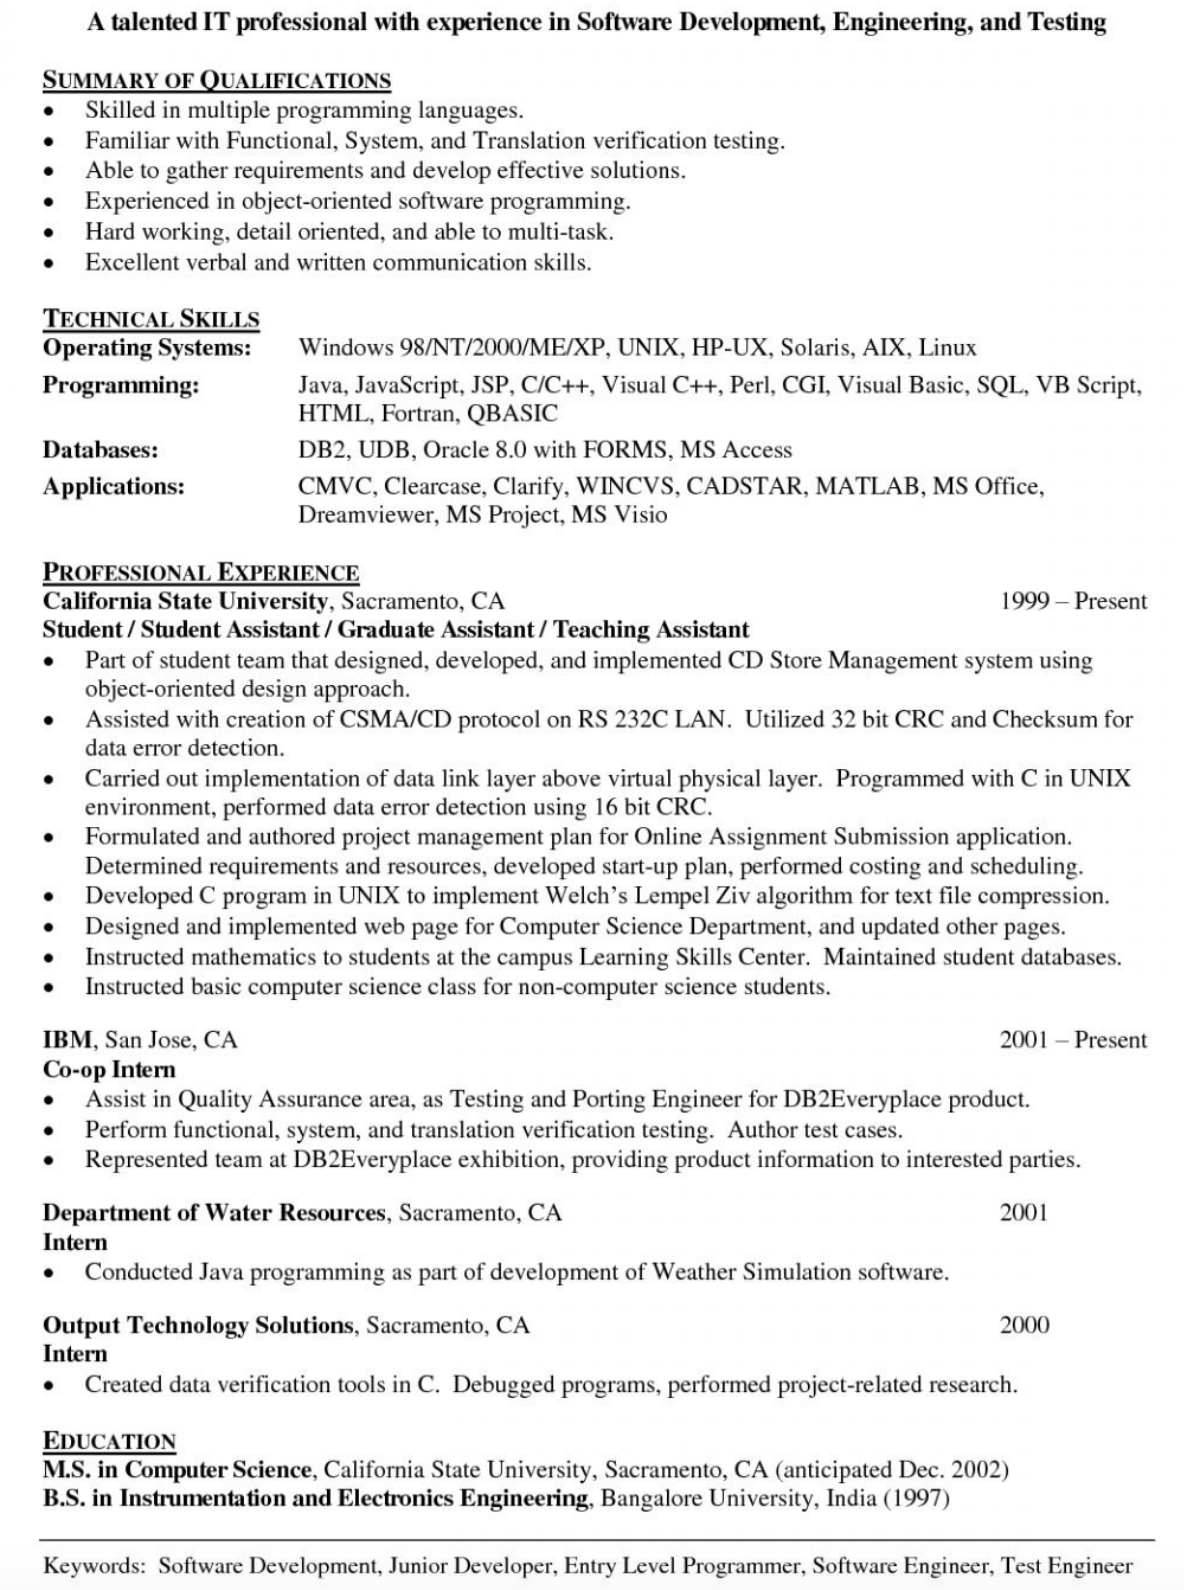 A talented IT professional with experience in Software Development, Engineering, and Testing
SUMMARY OF QUALIFICATIONS
• Skilled in multiple programming languages.
• Familiar with Functional, System, and Translation verification testing.
• Able to gather requirements and develop effective solutions.
• Experienced in object-oriented software programming.
• Hard working, detail oriented, and able to multi-task.
• Excellent verbal and written communication skills.
TECHNICAL SKILLS
Operating Systems: Windows 98/NT/2000/ME/XP, UNIX, HP-UX, Solaris, AIX, Linux
Programming: Java, JavaScript, JSP, C/C++, Visual C++, Perl, CGI, Visual Basic, SQL, VB Script,
HTML, Fortran, QBASIC
Databases: DB2, UDB, Oracle 8.0 with FORMS, MS Access
Applications: CMVC, Clearcase, Clarify, WINCVS, CADSTAR, MATLAB, MS Office,
Dreamviewer, MS Project, MS Visio
PROFESSIONAL EXPERIENCE
California State University, Sacramento, CA 1999 – Present
Student / Student Assistant / Graduate Assistant / Teaching Assistant
• Part of student team that designed, developed, and implemented CD Store Management system using
object-oriented design approach.
• Assisted with creation of CSMA/CD protocol on RS 232C LAN. Utilized 32 bit CRC and Checksum for
data error detection.
• Carried out implementation of data link layer above virtual physical layer. Programmed with C in UNIX
environment, performed data error detection using 16 bit CRC.
• Formulated and authored project management plan for Online Assignment Submission application.
Determined requirements and resources, developed start-up plan, performed costing and scheduling.
• Developed C program in UNIX to implement Welch's Lempel Ziv algorithm for text file compression.
• Designed and implemented web page for Computer Science Department, and updated other pages.
• Instructed mathematics to students at the campus Learning Skills Center. Maintained student databases.
• Instructed basic computer science class for non-computer science students.
IBM, San Jose, CA 2001 – Present
Co-op Intern
• Assist in Quality Assurance area, as Testing and Porting Engineer for DB2Everyplace product.
• Perform functional, system, and translation verification testing. Author test cases.
• Represented team at DB2Everyplace exhibition, providing product information to interested parties.
Department of Water Resources, Sacramento, CA 2001
Intern
• Conducted Java programming as part of development of Weather Simulation software.
Output Technology Solutions, Sacramento, CA 2000
Intern
• Created data verification tools in C. Debugged programs, performed project-related research.
EDUCATION
M.S. in Computer Science, California State University, Sacramento, CA (anticipated Dec. 2002)
B.S. in Instrumentation and Electronics Engineering, Bangalore University, India (1997)
Keywords: Software Development, Junior Developer, Entry Level Programmer, Software Engineer, Test Engineer